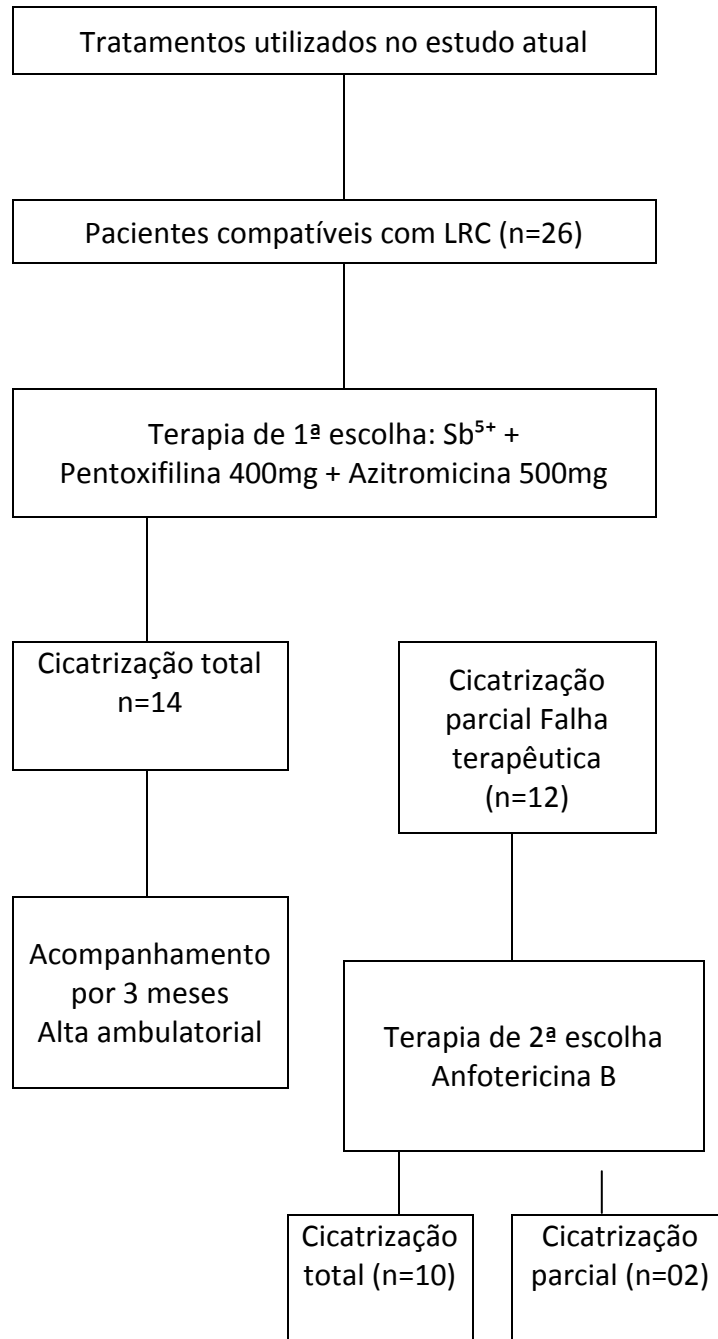 Tratamentos utilizados no estudo atual
Pacientes compatíveis com LRC (n=26)
Terapia de 1ª escolha: Sb⁵⁺ +
Pentoxifilina 400mg + Azitromicina 500mg
Cicatrização total
n=14
Cicatrização
parcial Falha
terapêutica
(n=12)
Acompanhamento
por 3 meses
Alta ambulatorial
Terapia de 2ª escolha
Anfotericina B
Cicatrização
total (n=10)
Cicatrização
parcial (n=02)